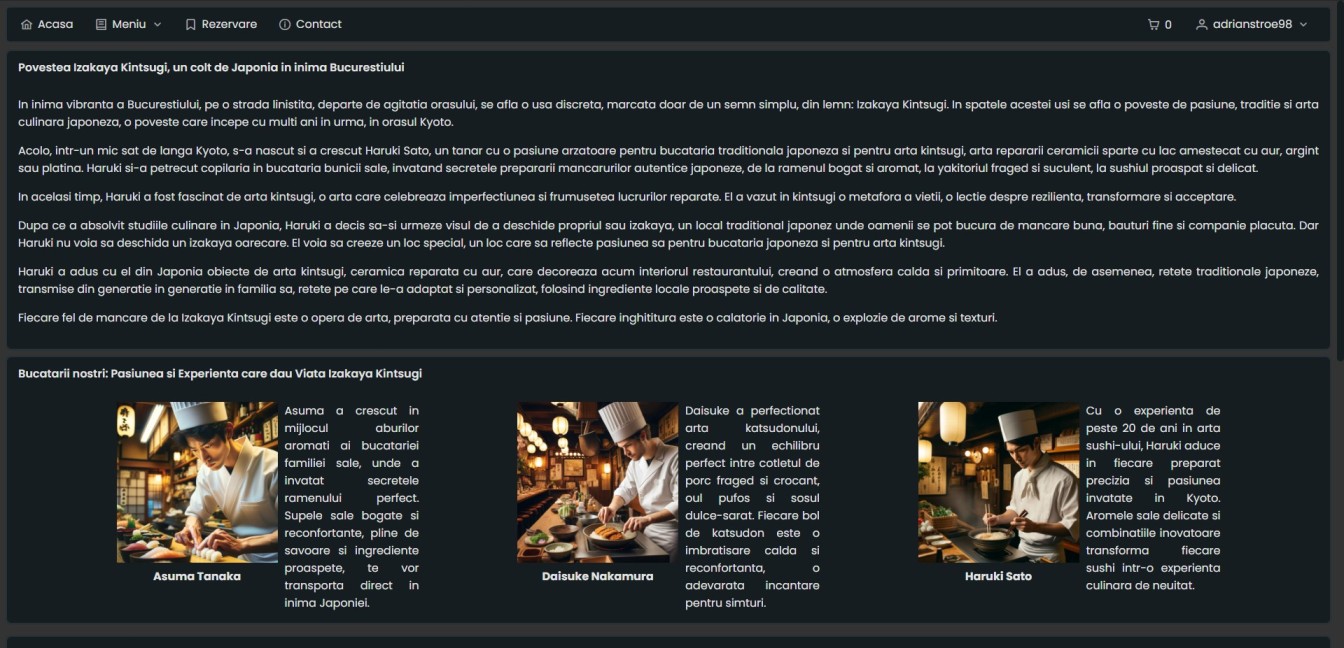 Acasa Meniu Rezervare Contact 0 adrianstroe98
Povestea Izakaya Kintsugi, un colt de Japonia in inima Bucurestiului
In inima vibranta a Bucurestiului, pe o strada linistita, departe de agitatia orasului, se afla o usa discreta, marcata doar de un semn simplu, din lemn: Izakaya Kintsugi. In spatele acestei usi se afla o poveste de pasiune, traditie si arta
culinara japoneza, o poveste care incepe cu multi ani in urma, in orasul Kyoto.
Acolo, intr-un mic sat de langa Kyoto, s-a nascut si a crescut Haruki Sato, un tanar cu o pasiune arzatoare pentru bucataria traditionala japoneza si pentru arta kintsugi, arta repararii ceramicii sparte cu lac amestecat cu aur, argint
sau platina. Haruki si-a petrecut copilaria in bucataria bunicii sale, invatand secretele prepararii mancarurilor autentice japoneze, de la ramenul bogat si aromat, la yakitoriul fraged si suculent, la sushiul proaspat si delicat.
In acelasi timp, Haruki a fost fascinat de arta kintsugi, o arta care celebreaza imperfectiunea si frumusetea lucrurilor reparate. El a vazut in kintsugi o metafora a vietii, o lectie despre rezilienta, transformare si acceptare.
Dupa ce a absolvit studiile culinare in Japonia, Haruki a decis sa-si urmeze visul de a deschide propriul sau izakaya, un local traditional japonez unde oamenii se pot bucura de mancare buna, bauturi fine si companie placuta. Dar
Haruki nu voia sa deschida un izakaya oarecare. El voia sa creeze un loc special, un loc care sa reflecte pasiunea sa pentru bucataria japoneza si pentru arta kintsugi.
Haruki a adus cu el din Japonia obiecte de arta kintsugi, ceramica reparata cu aur, care decoreaza acum interiorul restaurantului, creand o atmosfera calda si primitoare. El a adus, de asemenea, retete traditionale japoneze,
transmise din generatie in generatie in familia sa, retete pe care le-a adaptat si personalizat, folosind ingrediente locale proaspete si de calitate.
Fiecare fel de mancare de la Izakaya Kintsugi este o opera de arta, preparata cu atentie si pasiune. Fiecare inghititura este o calatorie in Japonia, o explozie de arome si texturi.
Bucatarii nostri: Pasiunea si Experienta care dau Viata Izakaya Kintsugi
Asuma a crescut in
mijlocul aburilor
aromati ai bucatariei
familiei sale, unde a
invatat secretele
ramenului perfect.
Supele sale bogate si
reconfortante, pline de
savoare si ingrediente
proaspete, te vor
transporta direct in
inima Japoniei.
Asuma Tanaka
Daisuke a perfectionat
arta katsudonului,
creand un echilibru
perfect intre cotletul de
porc fraged si crocant,
oul pufos si sosul
dulce-sarat. Fiecare bol
de katsudon este o
imbratisare calda si
reconfortanta, o
adevarata incantare
pentru simturi.
Daisuke Nakamura
Cu o experienta de
peste 20 de ani in arta
sushi-ului, Haruki aduce
in fiecare preparat
precizia si pasiunea
invatate in Kyoto.
Aromele sale delicate si
combinatiile inovatoare
transforma fiecare
sushi intr-o experienta
culinara de neuitat.
Haruki Sato